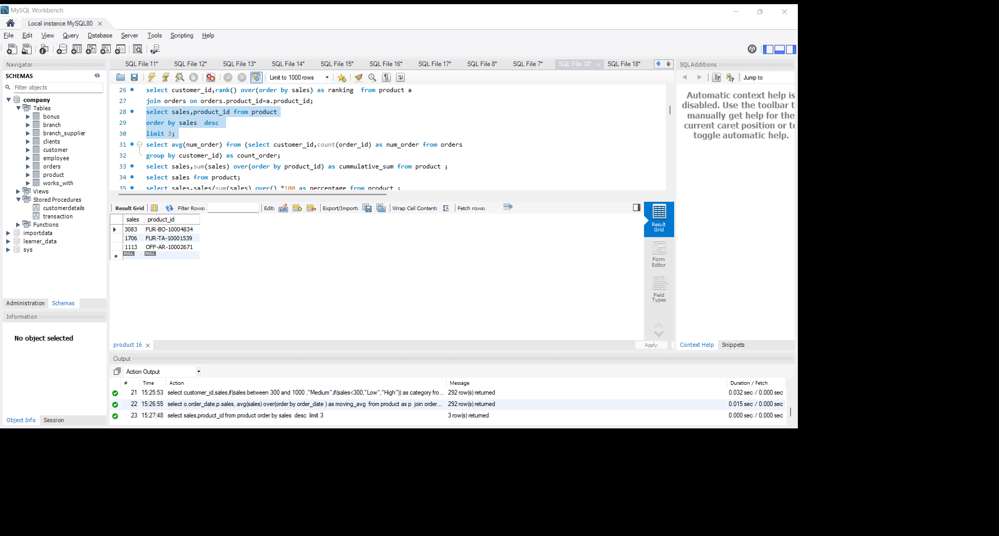 MySQL Workbench
Local instance MySQL80
File Edit View Query Database Server Tools Scripting Help
Navigator
SCHEMAS
Filter objects
company
Tables
bonus
branch
branch_supplier
clients
customer
employee
orders
product
works_with
Views
Stored Procedures
customerdetails
transaction
Functions
importdata
learner_data
sys
Administration Schemas
Information
No object selected
Object Info Session
SQL File 11* SQL File 12* SQL File 13* SQL File 14* SQL File 15* SQL File 16* SQL File 17* SQL File 8* SQL File 7* SQL File 18* SQL File 18*
Limit to 1000 rows
26 select customer_id,rank() over(order by sales) as ranking  from product a
27 join orders on orders.product_id=a.product_id;
28 select sales,product_id from product
29 order by sales  desc
30 limit 3;
31 select avg(num_order) from (select customer_id,count(order_id) as num_order from orders
32 group by customer_id) as count_order;
33 select sales,sum(sales) over(order by product_id) as cummulative_sum from product ;
34 select sales from product;
35 select sales,sales/sum(sales) over() *100 as percentage from product ;
Result Grid Filter Rows: Edit: Export/Import: Wrap Cell Content: Fetch rows:
sales product_id
3083 FUR-BO-10004834
1706 FUR-TA-10001539
1113 OFF-AR-10002671
NULL NULL
Result
Grid
Form
Editor
Field
Types
product 16
Apply
SQLAdditions
Jump to
Automatic context help is
disabled. Use the toolbar t
manually get help for the
current caret position or to
toggle automatic help.
Context Help Snippets
Output
Action Output
# Time Action Message Duration / Fetch
21 15:25:53 select customer_id,sales,if(sales between 300 and 1000 ,"Medium",if(sales<300,"Low","High")) as category fro... 292 row(s) returned 0.032 sec / 0.000 sec
22 15:26:55 select o.order_date,p.sales, avg(sales) over(order by order_date ) as moving_avg  from product as p  join order... 292 row(s) returned 0.015 sec / 0.000 sec
23 15:27:48 select sales,product_id from product order by sales  desc  limit 3 3 row(s) returned 0.000 sec / 0.000 sec